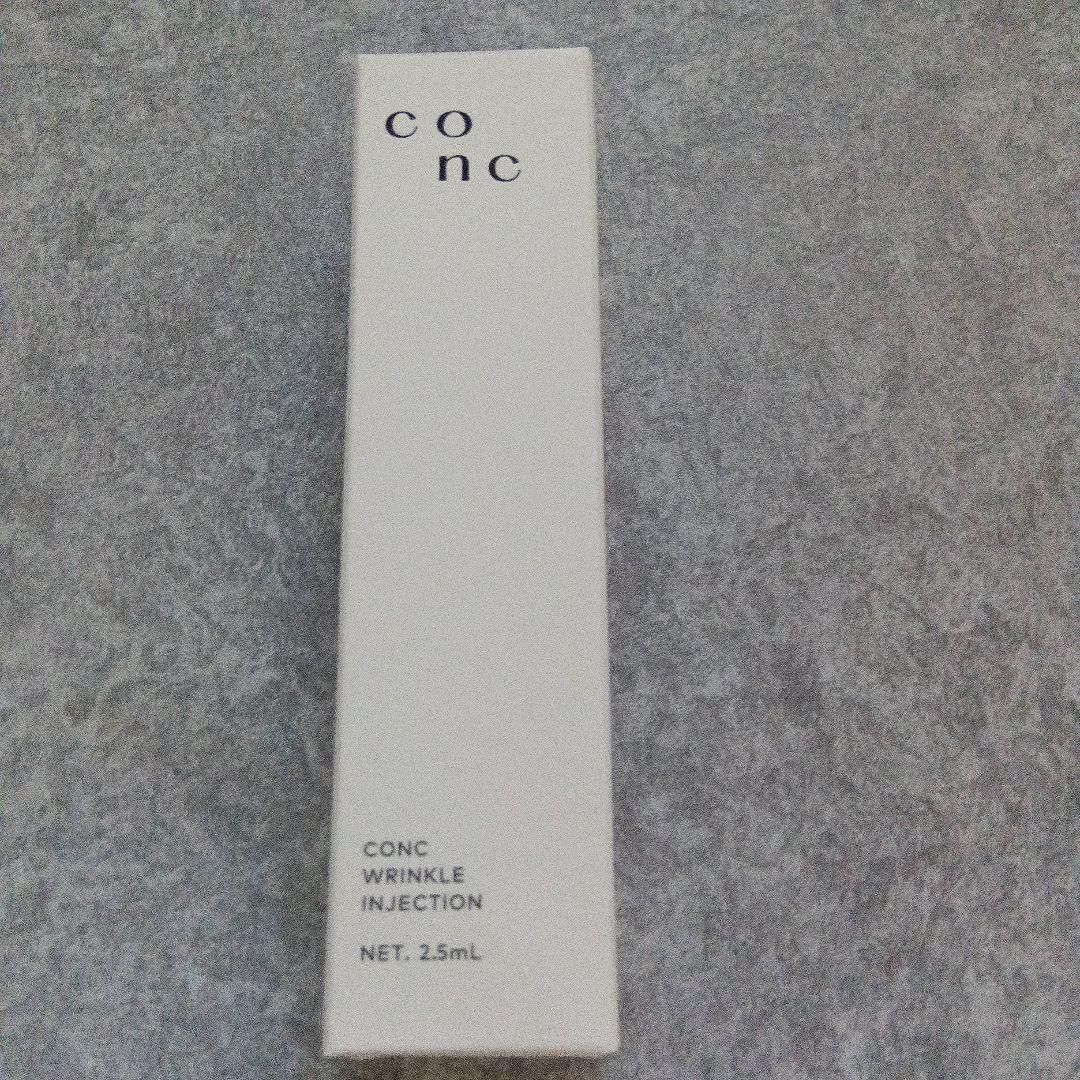 co
nc
CONC
WRINKLE
INJECTION
NET. 2.5mL